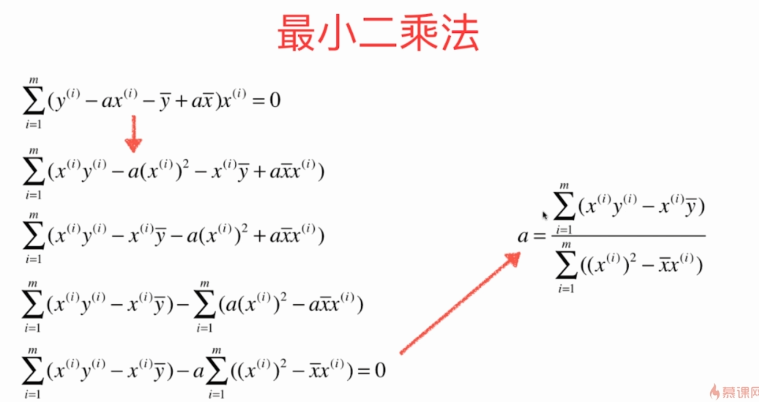 最小二乘法
$\sum_{i=1}^{m}(y^{(i)} - ax^{(i)} - \overline{y} + a\overline{x})x^{(i)} = 0$
$\sum_{i=1}^{m}(x^{(i)}y^{(i)} - a(x^{(i)})^2 - x^{(i)}\overline{y} + a\overline{x}x^{(i)})$
$\sum_{i=1}^{m}(x^{(i)}y^{(i)} - x^{(i)}\overline{y} - a(x^{(i)})^2 + a\overline{x}x^{(i)})$
$\sum_{i=1}^{m}(x^{(i)}y^{(i)} - x^{(i)}\overline{y}) - \sum_{i=1}^{m}(a(x^{(i)})^2 - a\overline{x}x^{(i)})$
$\sum_{i=1}^{m}(x^{(i)}y^{(i)} - x^{(i)}\overline{y}) - a\sum_{i=1}^{m}((x^{(i)})^2 - \overline{x}x^{(i)}) = 0$
$a = \frac{\sum_{i=1}^{m}(x^{(i)}y^{(i)} - x^{(i)}\overline{y})}{\sum_{i=1}^{m}((x^{(i)})^2 - \overline{x}x^{(i)})}$
慕课网